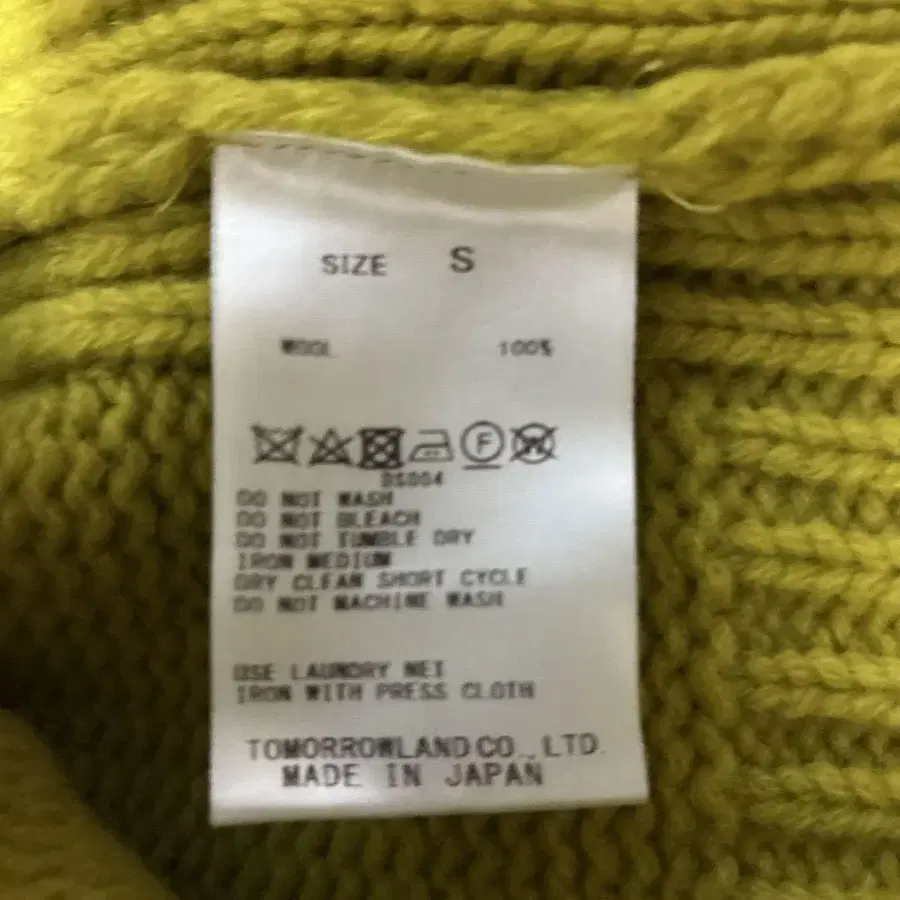 SIZE S
WOOL 100%
F W
DS004
DO NOT WASH
DO NOT BLEACH
DO NOT TUMBLE DRY
IRON MEDIUM
DRY CLEAN SHORT CYCLE
DO NOT MACHINE WASH
USE LAUNDRY NET
IRON WITH PRESS CLOTH
TOMORROWLAND CO., LTD.
MADE IN JAPAN